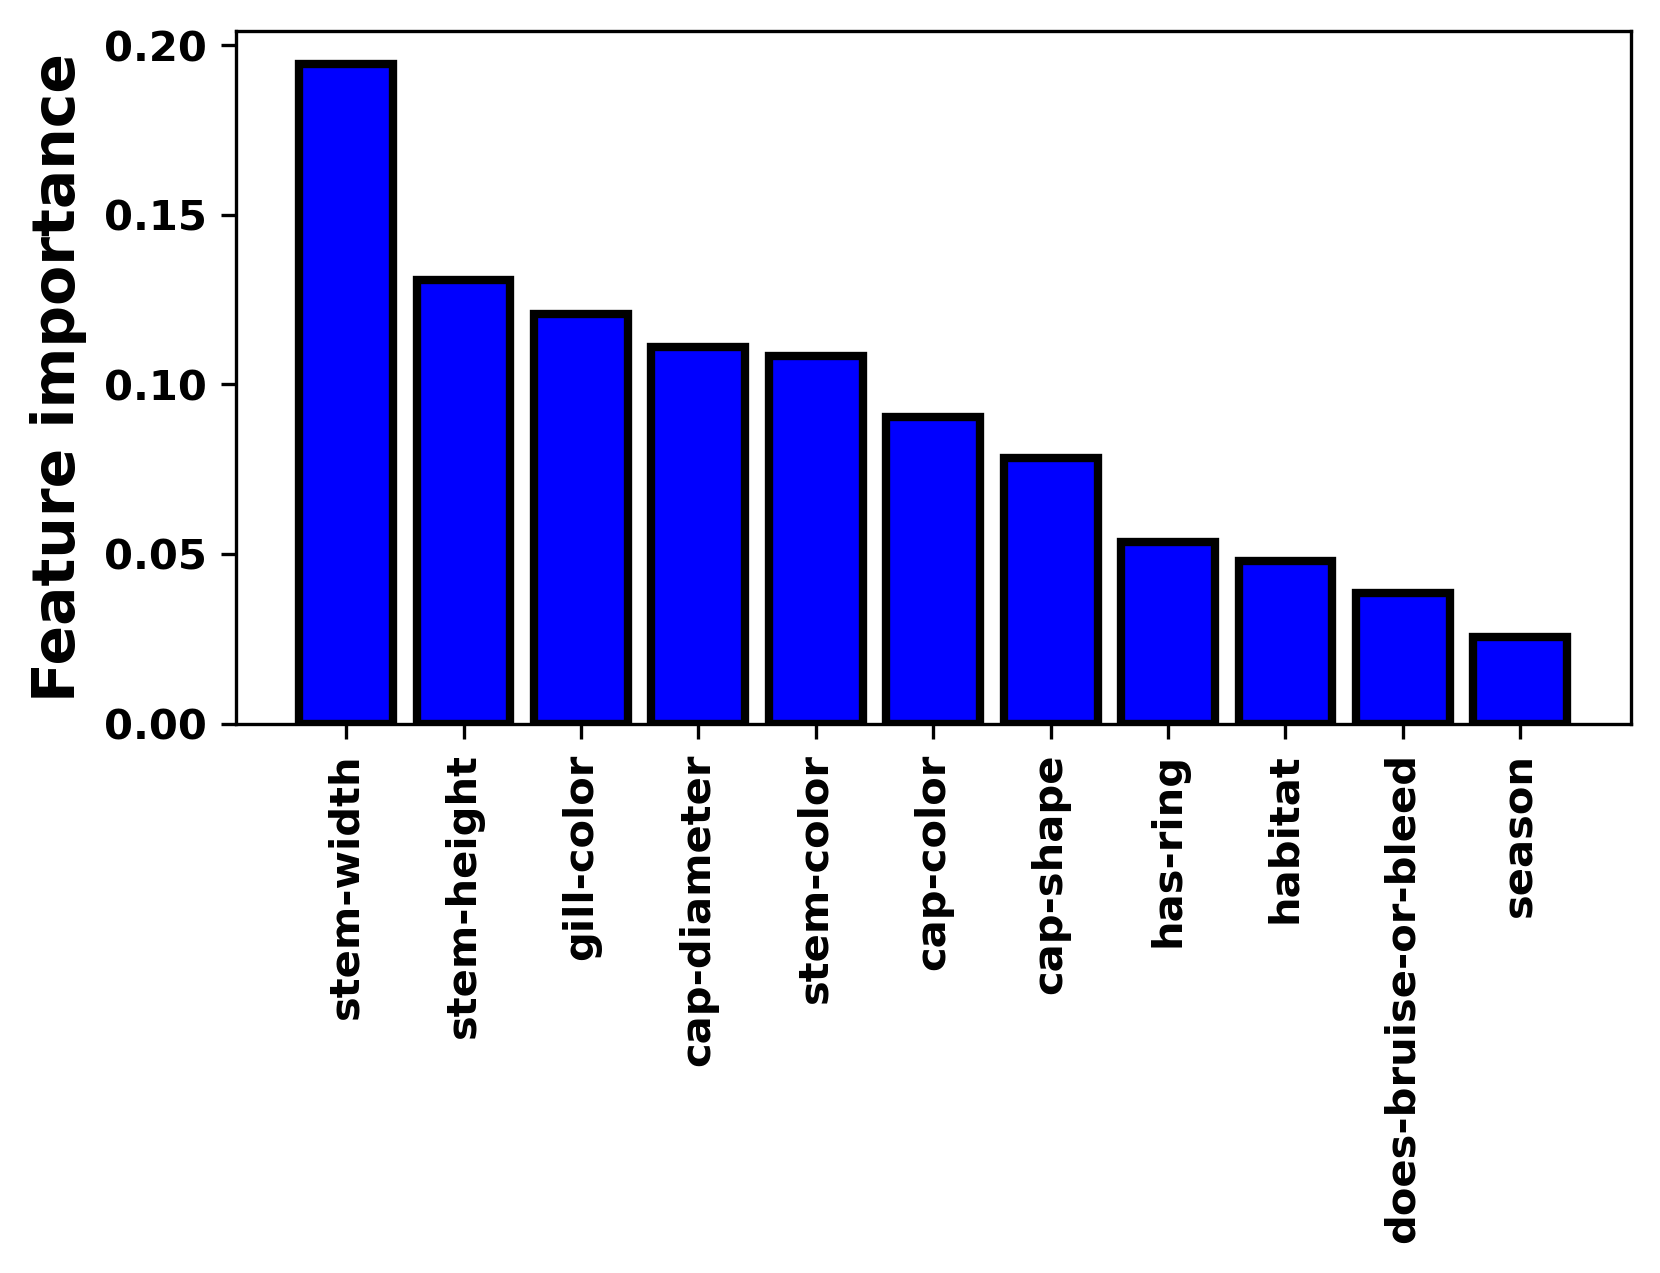 Feature importance
0.20
0.15
0.10
0.05
0.00
stem-width
stem-height
gill-color
cap-diameter
stem-color
cap-color
cap-shape
has-ring
habitat
does-bruise-or-bleed
season